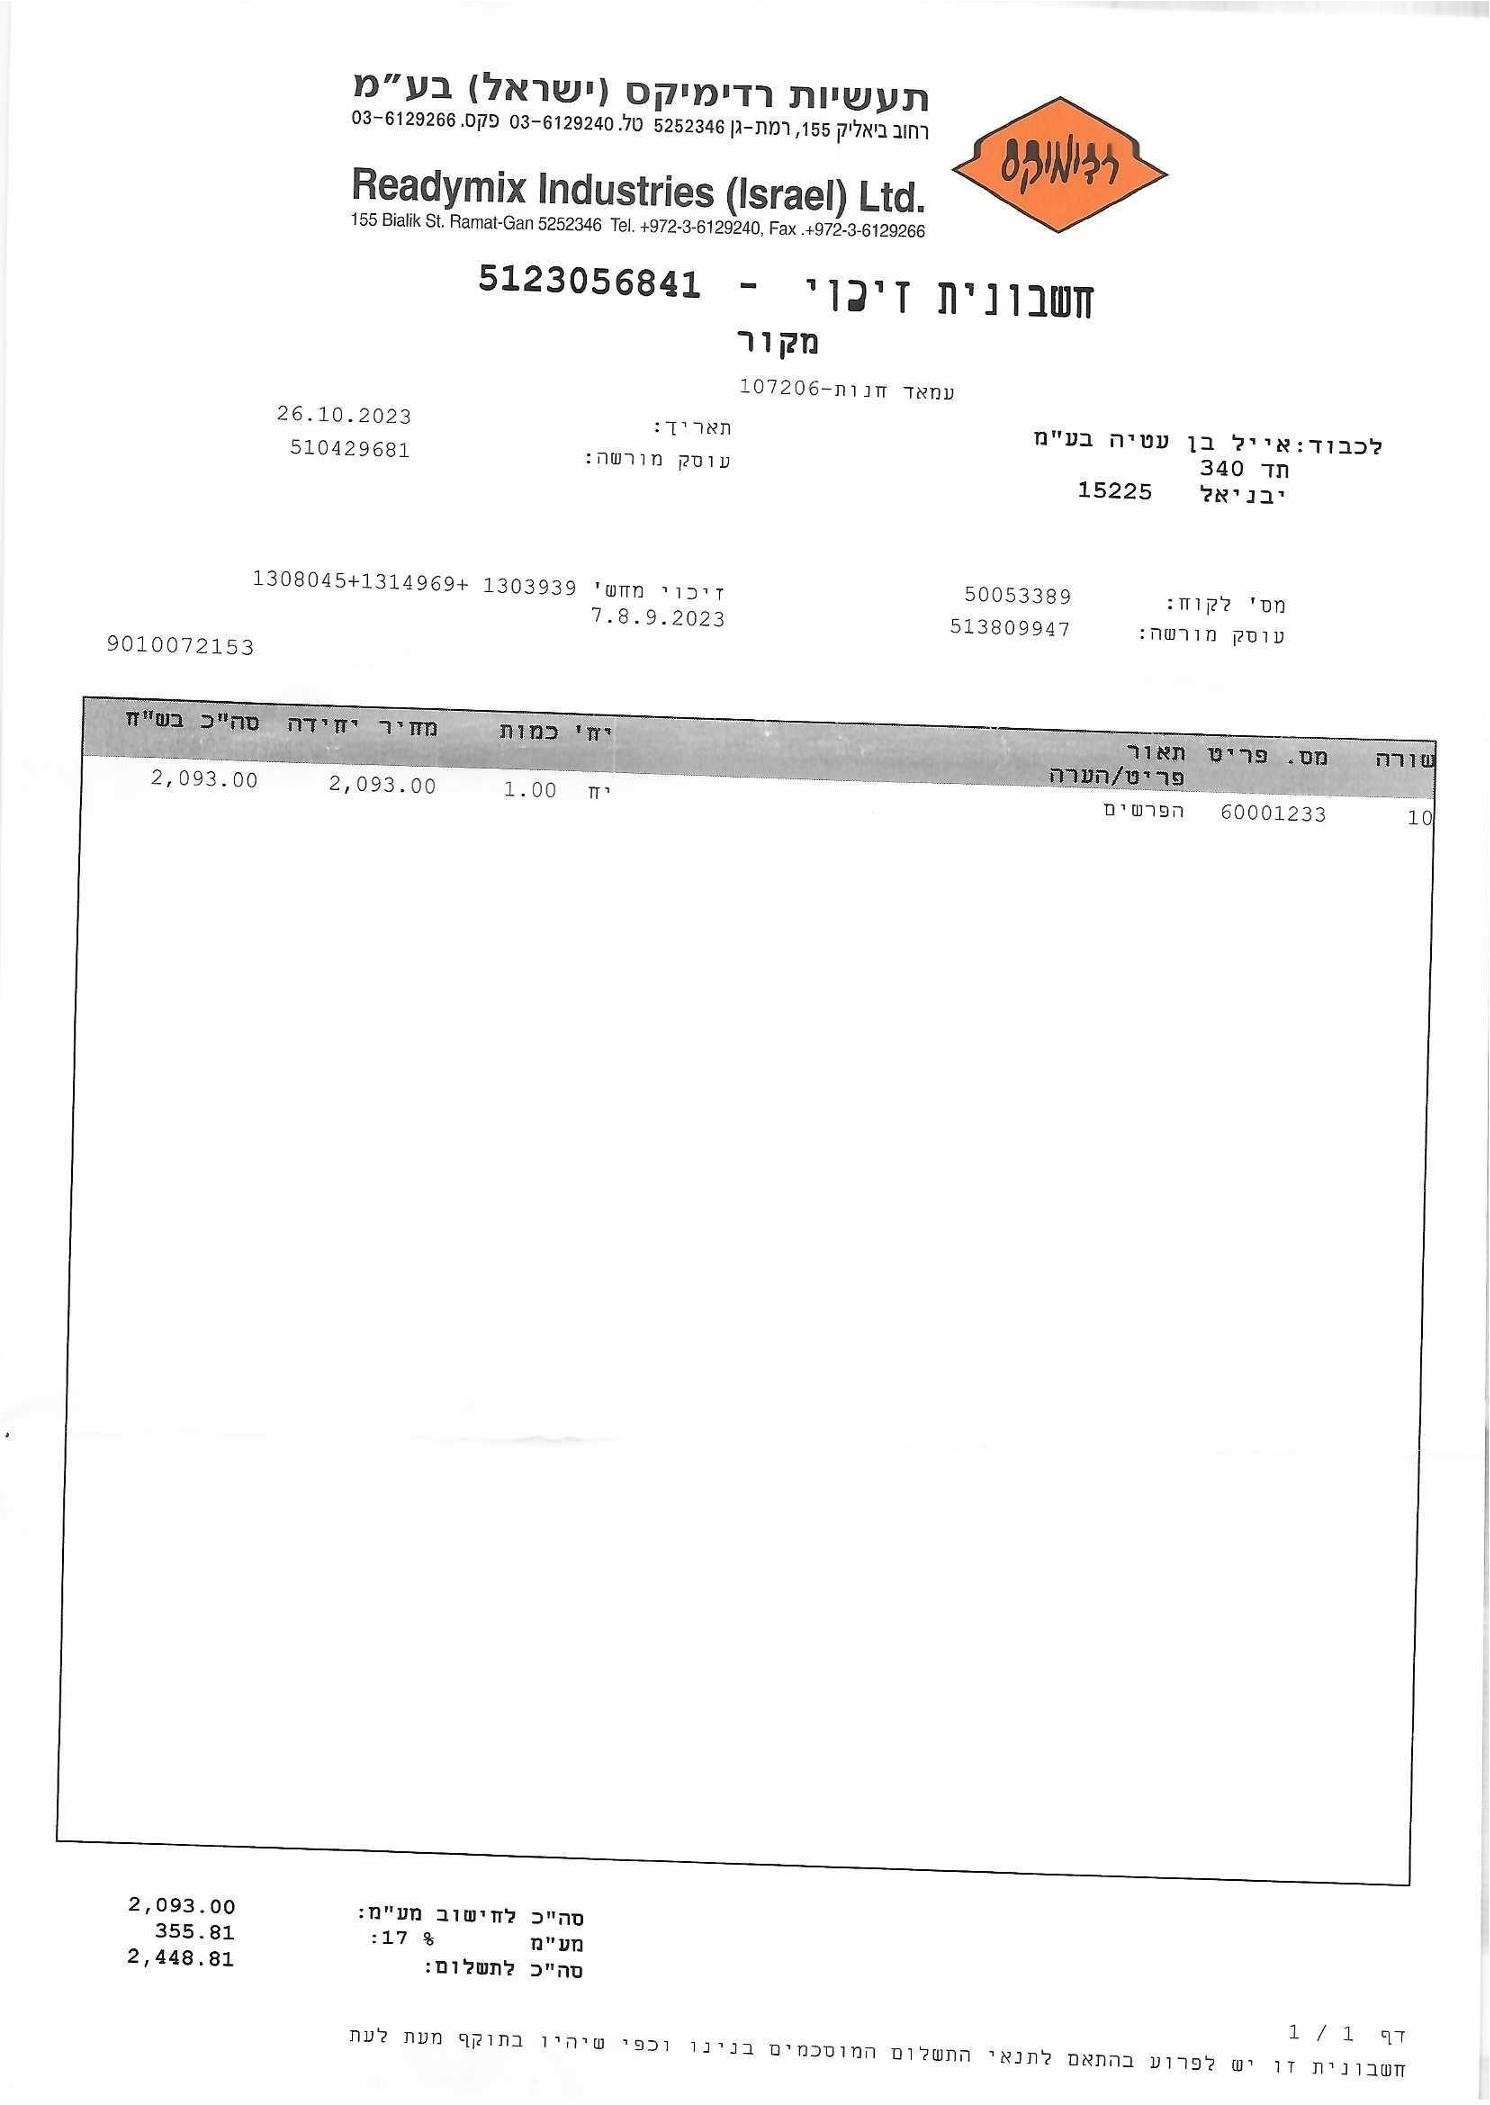 תעשיות רדימיקס (ישראל) בע״מ
רחוב ביאליק 155, רמת-גן 5252346 טל. 03-6129240 פקס. 03-6129266
Readymix Industries (Israel) Ltd.
155 Bialik St. Ramat-Gan 5252346 Tel. +972-3-6129240, Fax .+972-3-6129266
רדימיקס
חשבונית זיכוי - 5123056841
מקור
עמאד חנות-107206
תאריך: 26.10.2023
עוסק מורשה: 510429681
לכבוד:אייל בן עטיה בע"מ
תד 340
יבניאל 15225
מס' לקוח: 50053389
עוסק מורשה: 513809947
זיכוי מחש' 1303939 +1308045+1314969
7.8.9.2023
9010072153
שורה מס. פריט תאור פריט/הערה יח' כמות מחיר יחידה סה"כ בש"ח
10 60001233 הפרשים יח 1.00 2,093.00 2,093.00
סה"כ לחישוב מע"מ: 2,093.00
מע"מ 17 %: 355.81
סה"כ לתשלום: 2,448.81
דף 1 / 1
חשבונית זו יש לפרוע בהתאם לתנאי התשלום המוסכמים בנינו וכפי שיהיו בתוקף מעת לעת